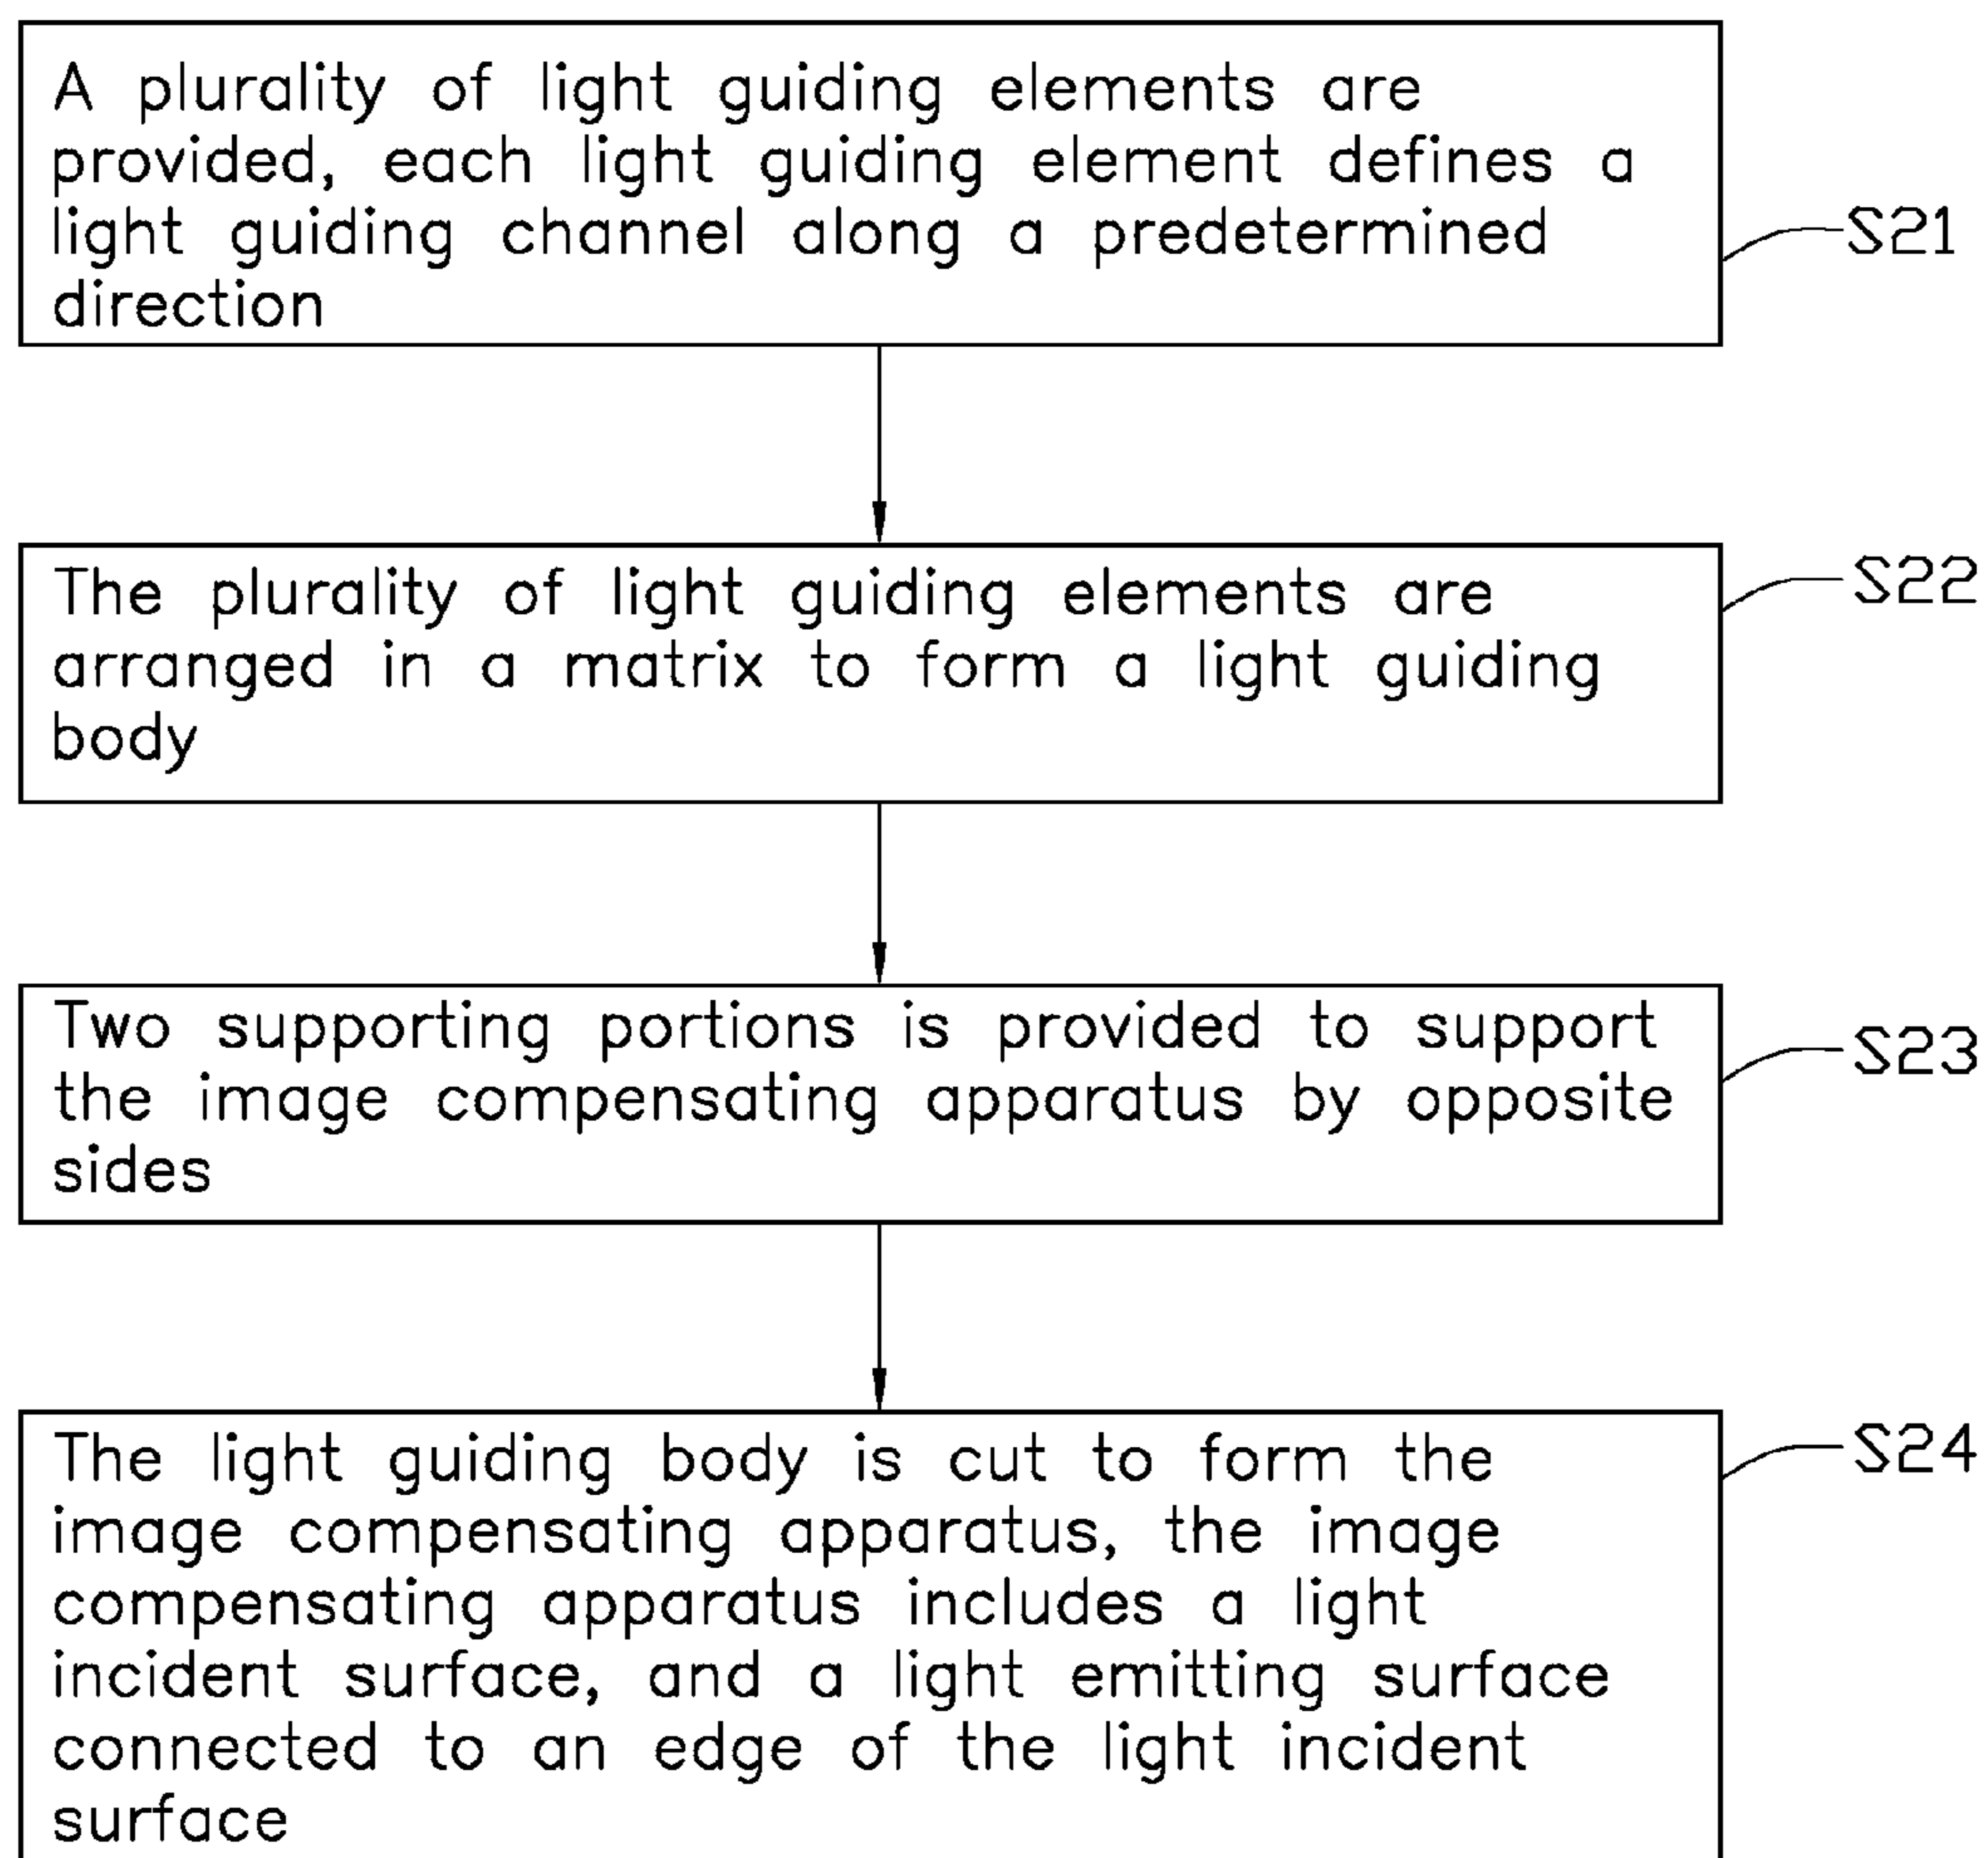 A plurality of light guiding elements are
provided, each light guiding element defines a
light guiding channel along a predetermined
direction
S21
The plurality of light guiding elements are
arranged in a matrix to form a light guiding
body
S22
Two supporting portions is provided to support
the image compensating apparatus by opposite
sides
S23
The light guiding body is cut to form the
image compensating apparatus, the image
compensating apparatus includes a light
incident surface, and a light emitting surface
connected to an edge of the light incident
surface
S24